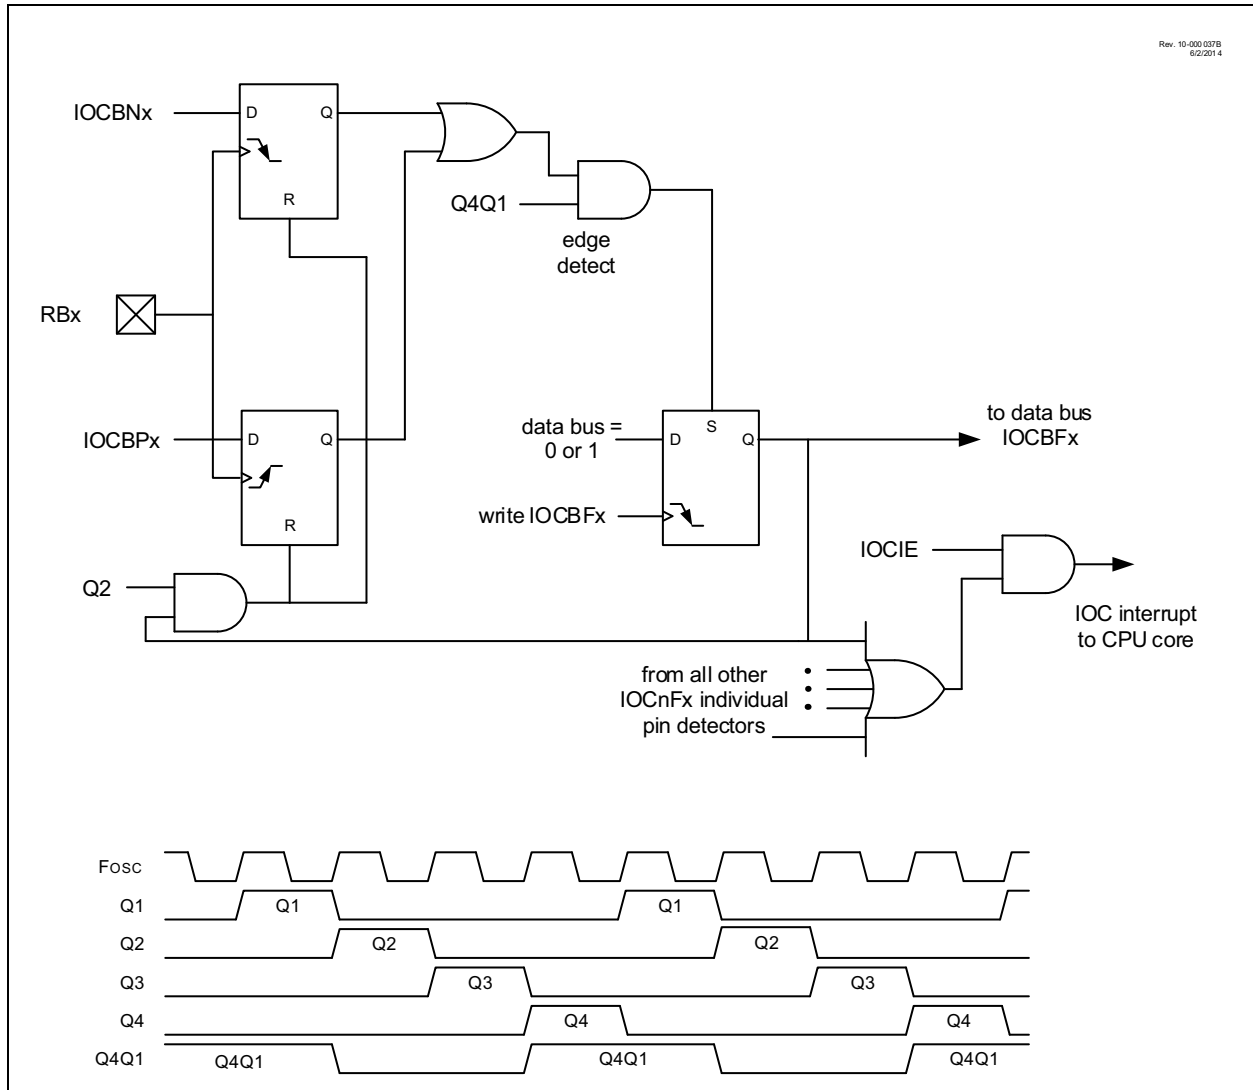 Rev. 10-000037B
6/2/2014
IOCBNx
D
Q
R
Q4Q1
edge
detect
RBx
IOCBPx
D
Q
R
data bus =
0 or 1
D
S
Q
to data bus
IOCBFx
write IOCBFx
IOCIE
Q2
IOC interrupt
to CPU core
from all other
IOCnFx individual
pin detectors
FOSC
Q1
Q1
Q1
Q2
Q2
Q2
Q3
Q3
Q3
Q4
Q4
Q4
Q4Q1
Q4Q1
Q4Q1
Q4Q1